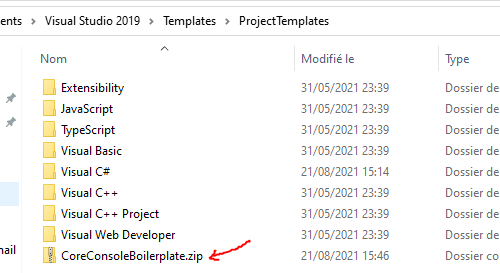 ents > Visual Studio 2019 > Templates > ProjectTemplates
Nom Modifié le Type
Extensibility 31/05/2021 23:39 Dossier de
JavaScript 31/05/2021 23:39 Dossier de
TypeScript 31/05/2021 23:39 Dossier de
Visual Basic 31/05/2021 23:39 Dossier de
Visual C# 21/08/2021 15:14 Dossier de
Visual C++ 31/05/2021 23:39 Dossier de
Visual C++ Project 31/05/2021 23:39 Dossier de
Visual Web Developer 31/05/2021 23:39 Dossier de
mail
CoreConsoleBoilerplate.zip 21/08/2021 15:46 Dossier co